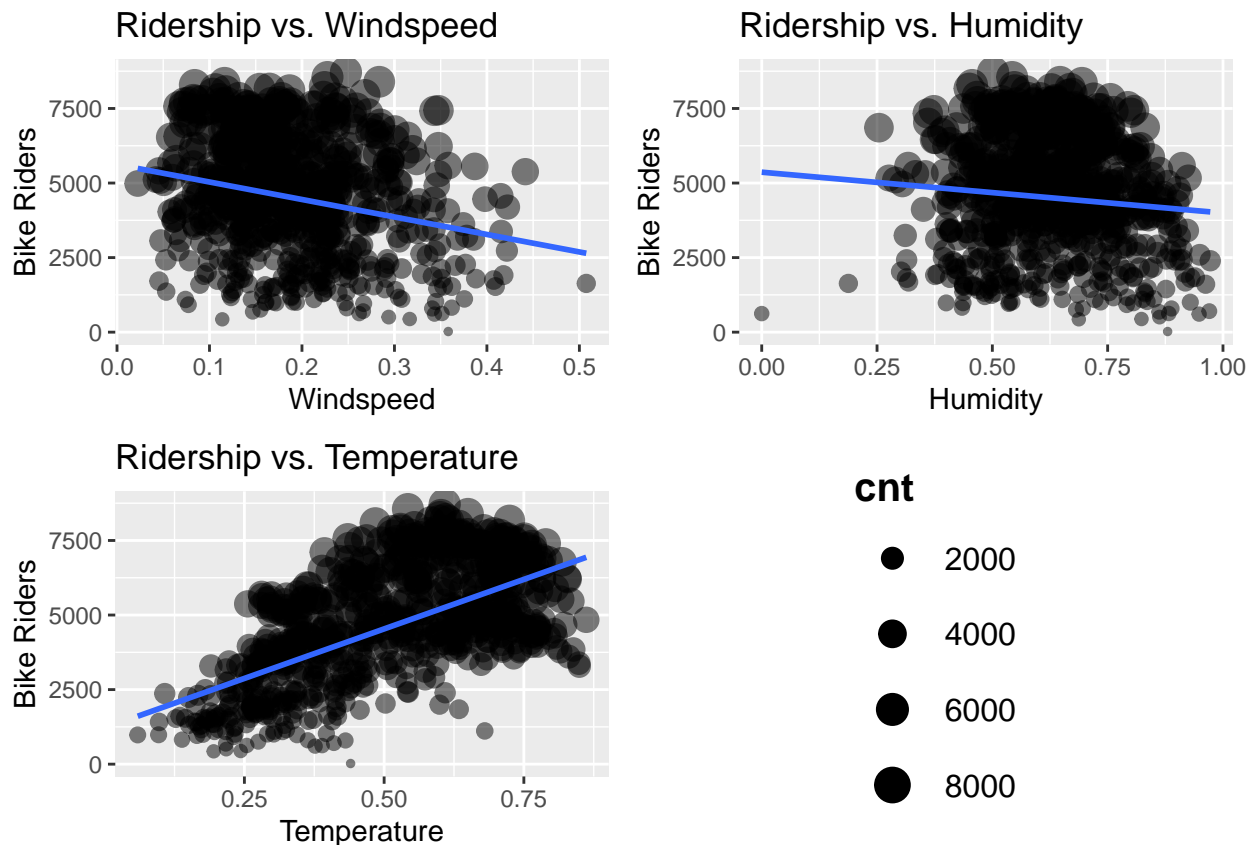 Ridership vs. Windspeed
Bike Riders
7500
5000
2500
0
0.0 0.1 0.2 0.3 0.4 0.5
Windspeed
Ridership vs. Humidity
Bike Riders
7500
5000
2500
0
0.00 0.25 0.50 0.75 1.00
Humidity
Ridership vs. Temperature
Bike Riders
7500
5000
2500
0
0.25 0.50 0.75
Temperature
cnt
2000
4000
6000
8000